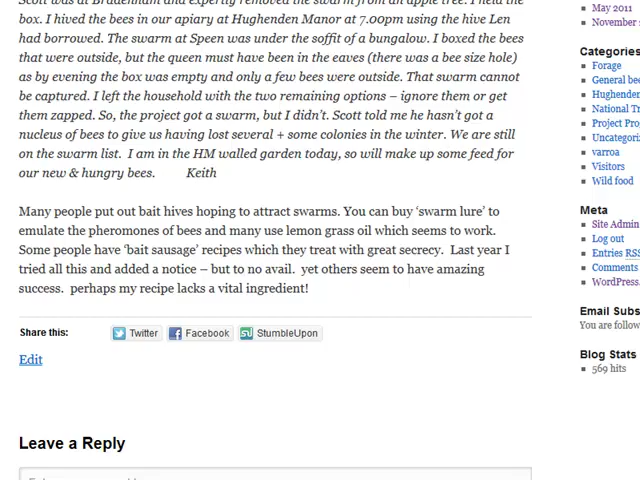 Scott was at Bradenham and expertly removed the swarm from an apple tree. I held the
box. I hived the bees in our apiary at Hughenden Manor at 7.00pm using the hive Len
had borrowed. The swarm at Speen was under the soffit of a bungalow. I boxed the bees
that were outside, but the queen must have been in the eaves (there was a bee size hole)
as by evening the box was empty and only a few bees were outside. That swarm cannot
be captured. I left the household with the two remaining options – ignore them or get
them zapped. So, the project got a swarm, but I didn't. Scott told me he hasn't got a
nucleus of bees to give us having lost several + some colonies in the winter. We are still
on the swarm list.  I am in the HM walled garden today, so will make up some feed for
our new & hungry bees.        Keith
Many people put out bait hives hoping to attract swarms. You can buy ‘swarm lure’ to
emulate the pheromones of bees and many use lemon grass oil which seems to work.
Some people have ‘bait sausage’ recipes which they treat with great secrecy.  Last year I
tried all this and added a notice – but to no avail.  yet others seem to have amazing
success.  perhaps my recipe lacks a vital ingredient!
Share this:
Twitter
Facebook
StumbleUpon
Edit
Leave a Reply
May 2011
November
Categories
Forage
General bee
Hughenden
National Tr
Project Pro
Uncategoriz
varroa
Visitors
Wild food
Meta
Site Admin
Log out
Entries RSS
Comments
WordPress.
Email Subs
You are follow
Blog Stats
569 hits